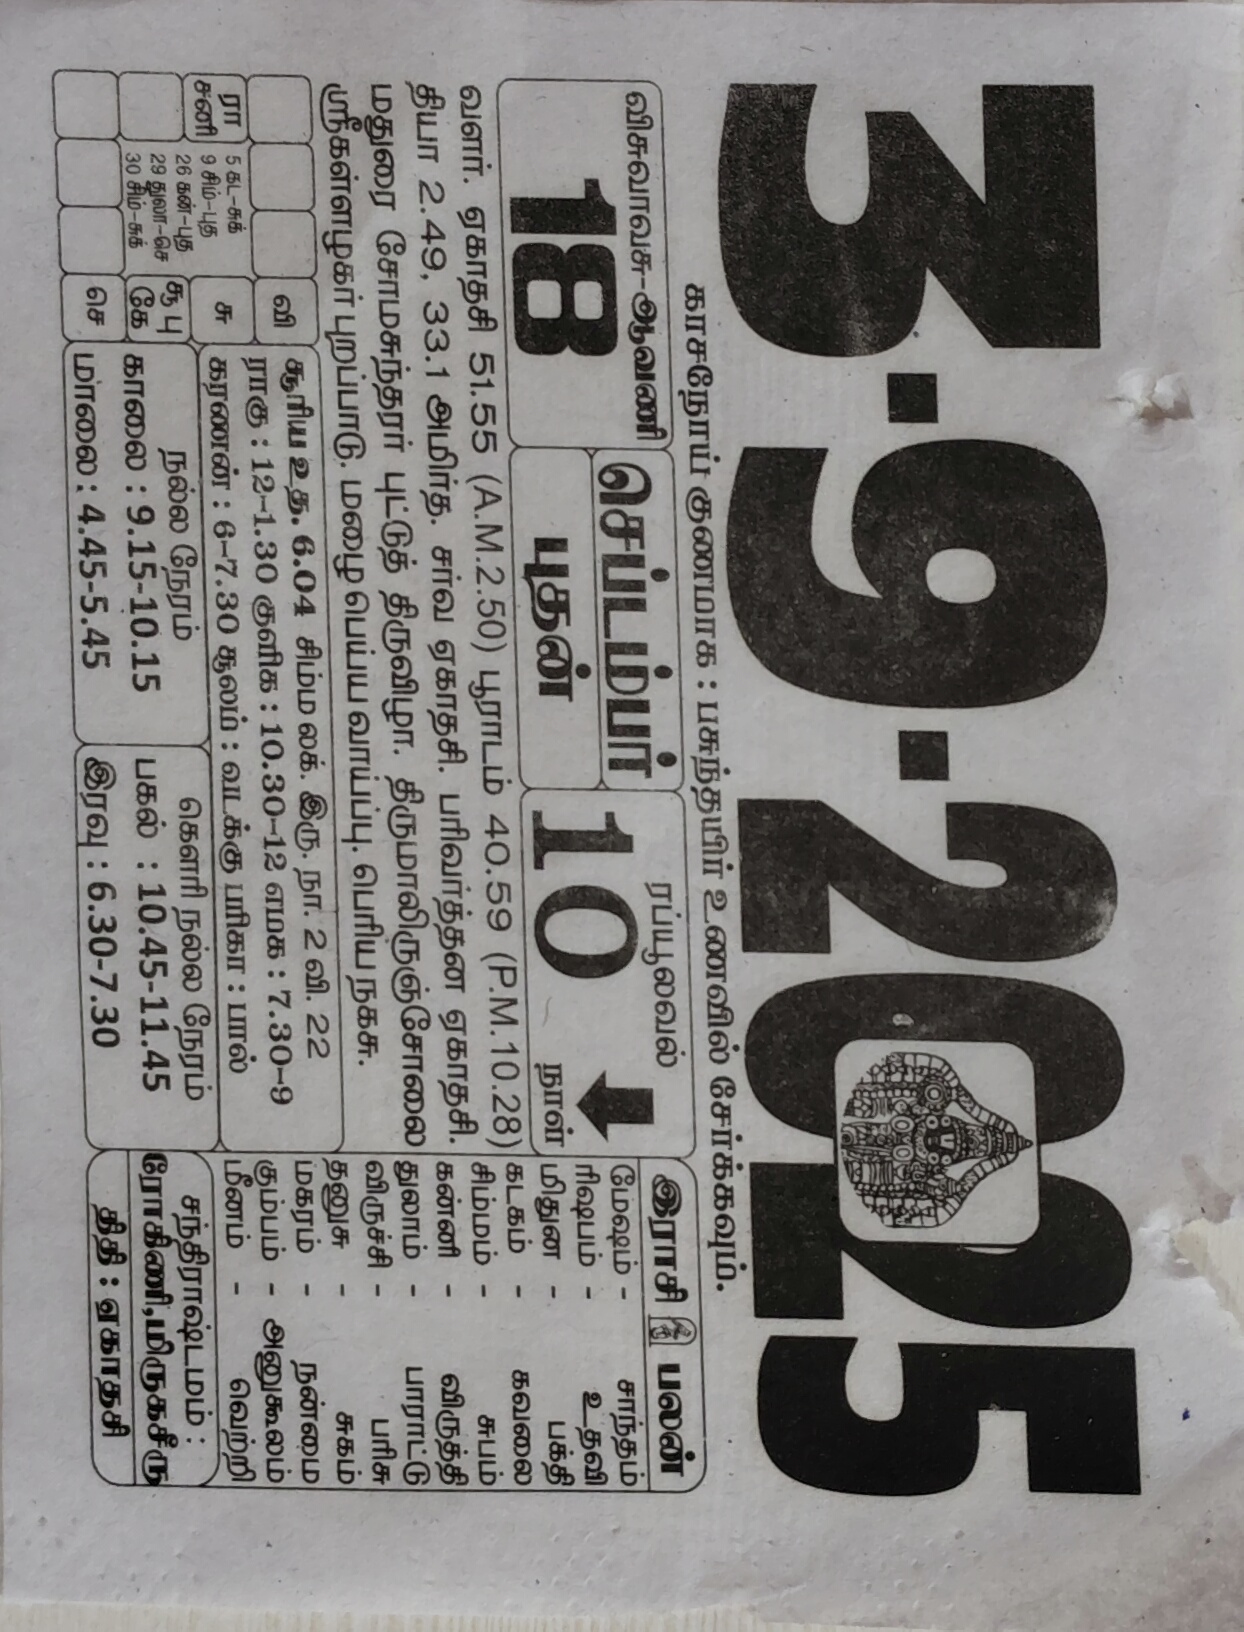 3·9·2025
காசநோய் குணமாக : பசுந்தயிர் உணவில் சேர்க்கவும்.
விசுவாவசு-ஆவணி
18
செப்டம்பர்
புதன்
ரப்யூலவல்
10 நாள்
வளர். ஏகாதசி 51.55 (A.M.2.50) பூராடம் 40.59 (P.M.10.28)
தியா 2.49, 33.1 அமிர்த. சர்வ ஏகாதசி. பரிவர்த்தன ஏகாதசி.
மதுரை சோமசுந்தரர் புட்டுத் திருவிழா. திருமாலிருஞ்சோலை
ஸ்ரீகள்ளழகர் புறப்பாடு. மழை பெய்ய வாய்ப்பு. பெரிய நகசு.
ரா
சனி
5 கட-சுக்
9 சிம்-புத
26 கன்-புத
29 துலா-செ
30 சிம்-சுக்
வி
சு
சூ பு
கே
செ
சூரிய உத. 6.04 சிம்ம லக். இரு. நா. 2 வி. 22
ராகு : 12-1.30 குளிக : 10.30-12 எமக : 7.30-9
கரணன் : 6-7.30 சூலம் : வடக்கு பரிகா : பால்
நல்ல நேரம்
காலை : 9.15-10.15
மாலை : 4.45-5.45
கௌரி நல்ல நேரம்
பகல் : 10.45-11.45
இரவு : 6.30-7.30
இராசி பலன்
மேஷம் - சாந்தம்
ரிஷபம் - உதவி
மிதுன - பக்தி
கடகம் - கவலை
சிம்மம் - சுபம்
கன்னி - விருத்தி
துலாம் - பாராட்டு
விருச்சி - பரிசு
தனுசு - சுகம்
மகரம் - நன்மை
கும்பம் - அனுகூலம்
மீனம் - வெற்றி
சந்திராஷ்டமம் :
ரோகிணி,மிருகசீரு
திதி : ஏகாதசி